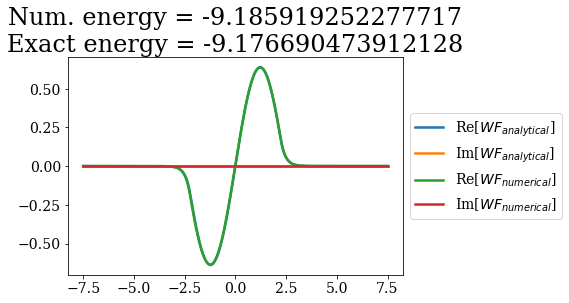 Num. energy = -9.185919252277717
Exact energy = -9.176690473912128
0.50
0.25
0.00
−0.25
−0.50
−7.5 −5.0 −2.5 0.0 2.5 5.0 7.5
Re[WF_analytical]
Im[WF_analytical]
Re[WF_numerical]
Im[WF_numerical]